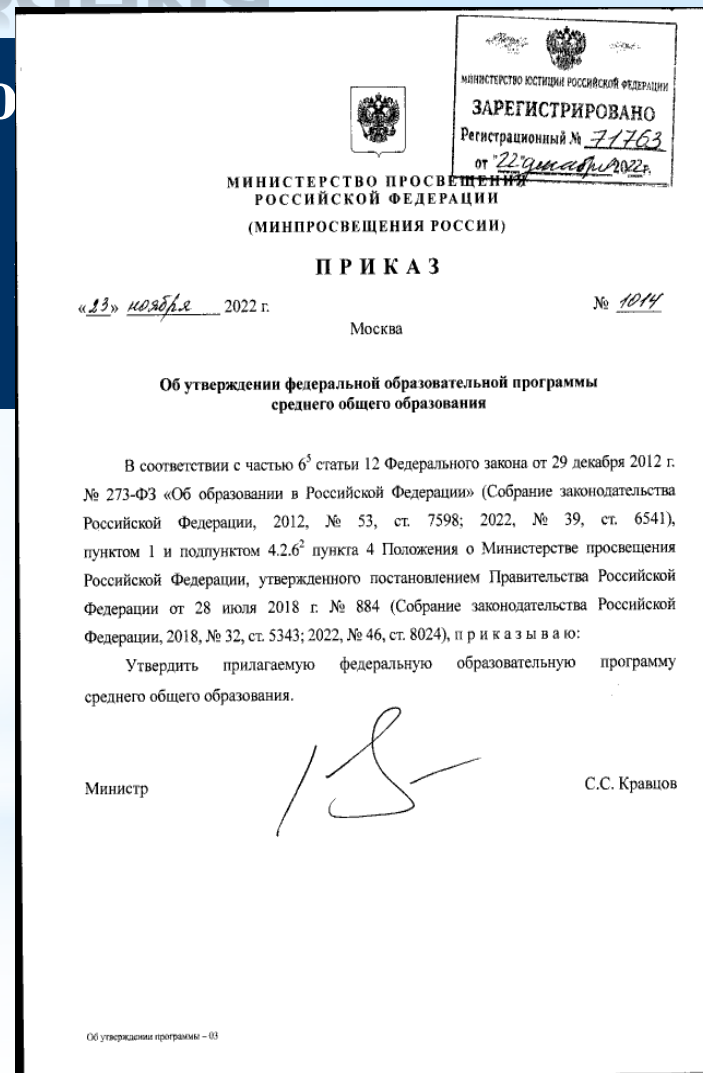 МИНИСТЕРСТВО ЮСТИЦИИ РОССИЙСКОЙ ФЕДЕРАЦИИ
ЗАРЕГИСТРИРОВАНО
Регистрационный № 71763
от "22" декабря 2022г.
МИНИСТЕРСТВО ПРОСВЕЩЕНИЯ
РОССИЙСКОЙ ФЕДЕРАЦИИ
(МИНПРОСВЕЩЕНИЯ РОССИИ)
ПРИКАЗ
«23» ноября 2022 г.
№ 1014
Москва
Об утверждении федеральной образовательной программы
среднего общего образования
В соответствии с частью 6⁵ статьи 12 Федерального закона от 29 декабря 2012 г.
№ 273-ФЗ «Об образовании в Российской Федерации» (Собрание законодательства
Российской Федерации, 2012, № 53, ст. 7598; 2022, № 39, ст. 6541),
пунктом 1 и подпунктом 4.2.6² пункта 4 Положения о Министерстве просвещения
Российской Федерации, утвержденного постановлением Правительства Российской
Федерации от 28 июля 2018 г. № 884 (Собрание законодательства Российской
Федерации, 2018, № 32, ст. 5343; 2022, № 46, ст. 8024), п р и к а з ы в а ю:
Утвердить прилагаемую федеральную образовательную программу
среднего общего образования.
Министр
С.С. Кравцов
Об утверждении программы – 03